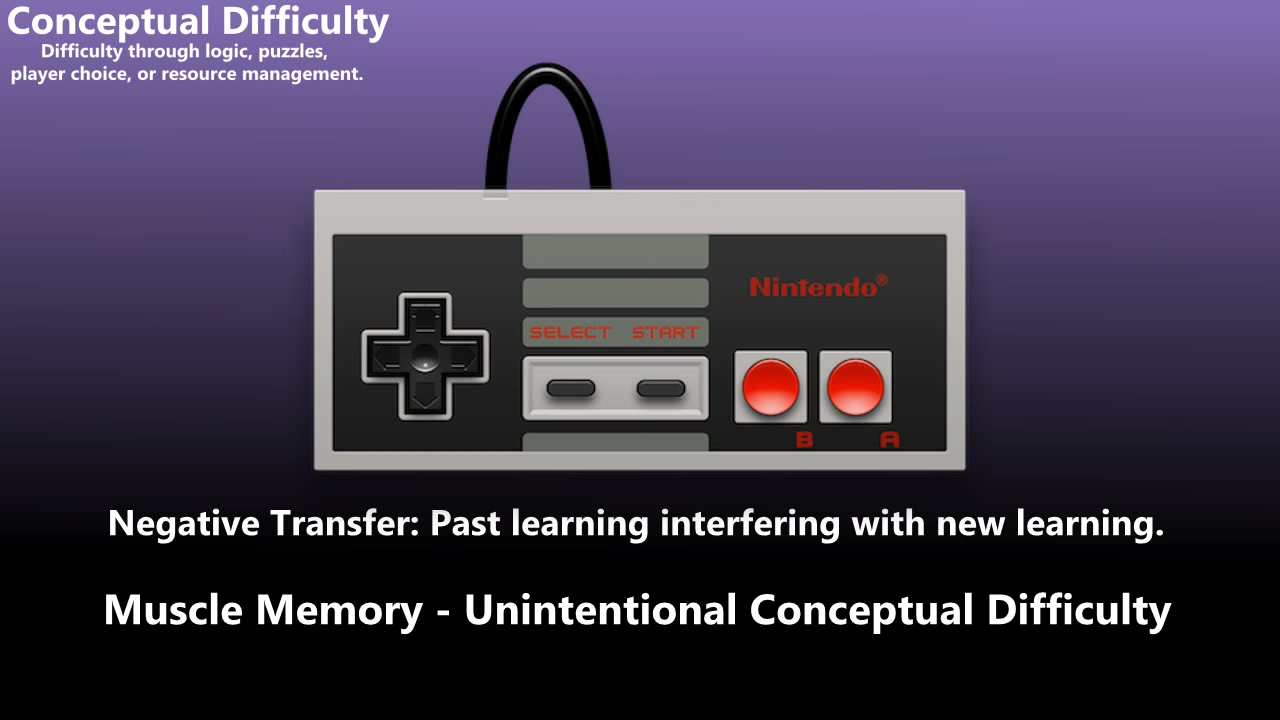 Conceptual Difficulty
Difficulty through logic, puzzles,
player choice, or resource management.
Nintendo®
SELECT START
B A
Negative Transfer: Past learning interfering with new learning.
Muscle Memory - Unintentional Conceptual Difficulty